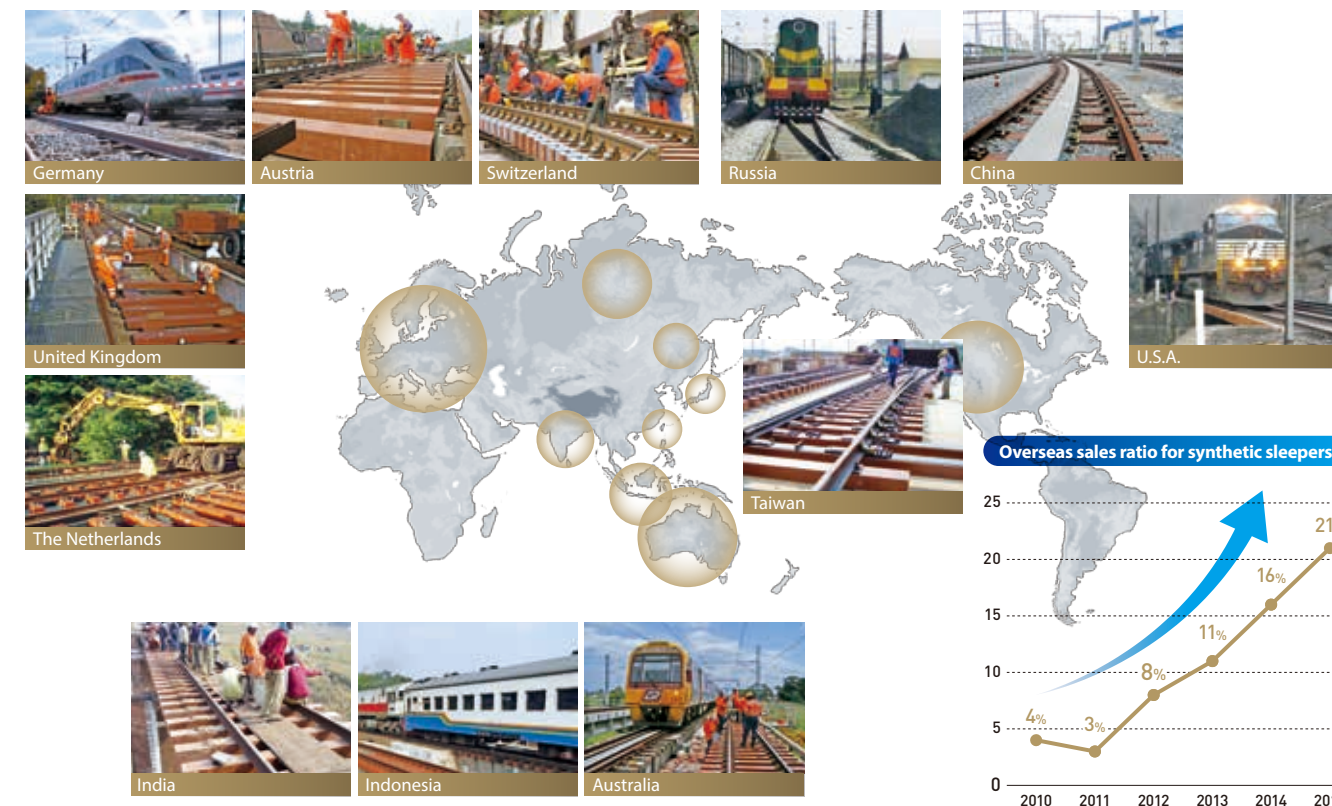 Germany
Austria
Switzerland
Russia
China
United Kingdom
U.S.A.
The Netherlands
Taiwan
India
Indonesia
Australia
Overseas sales ratio for synthetic sleepers
25
20
15
10
5
0
4%
3%
8%
11%
16%
21
2010
2011
2012
2013
2014